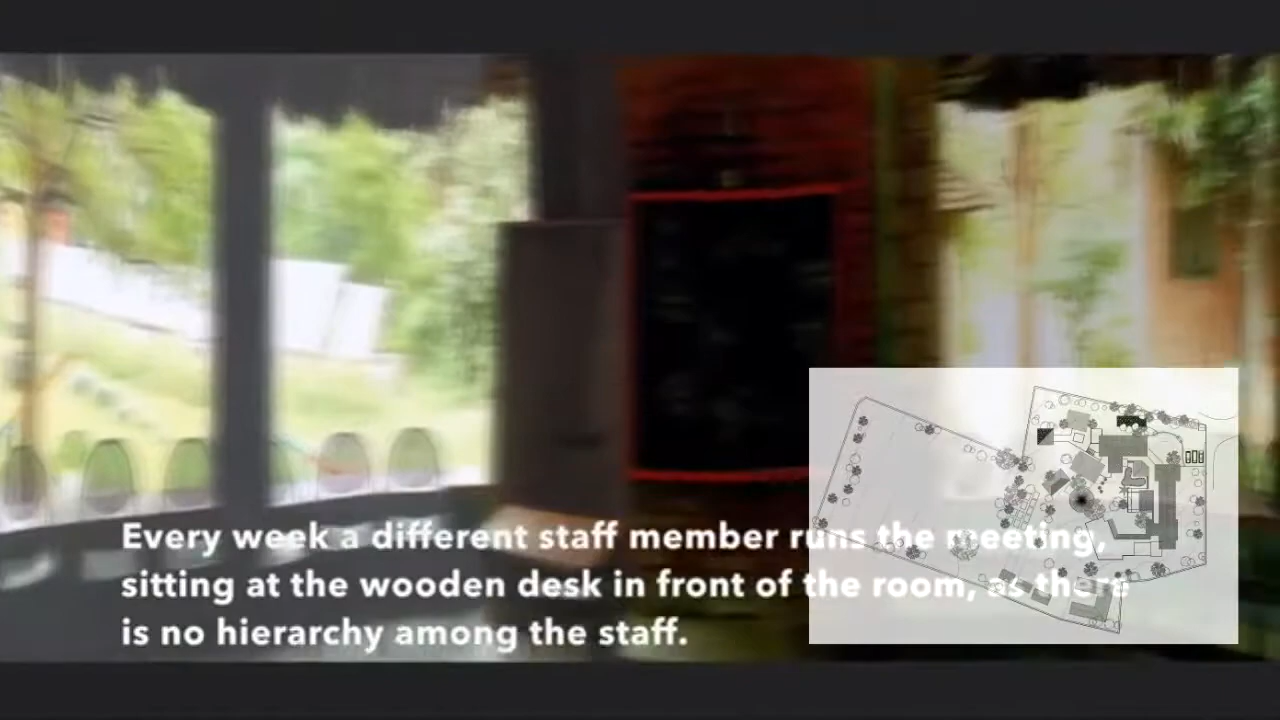 Every week a different staff member runs the meeting,
sitting at the wooden desk in front of the room, as there
is no hierarchy among the staff.